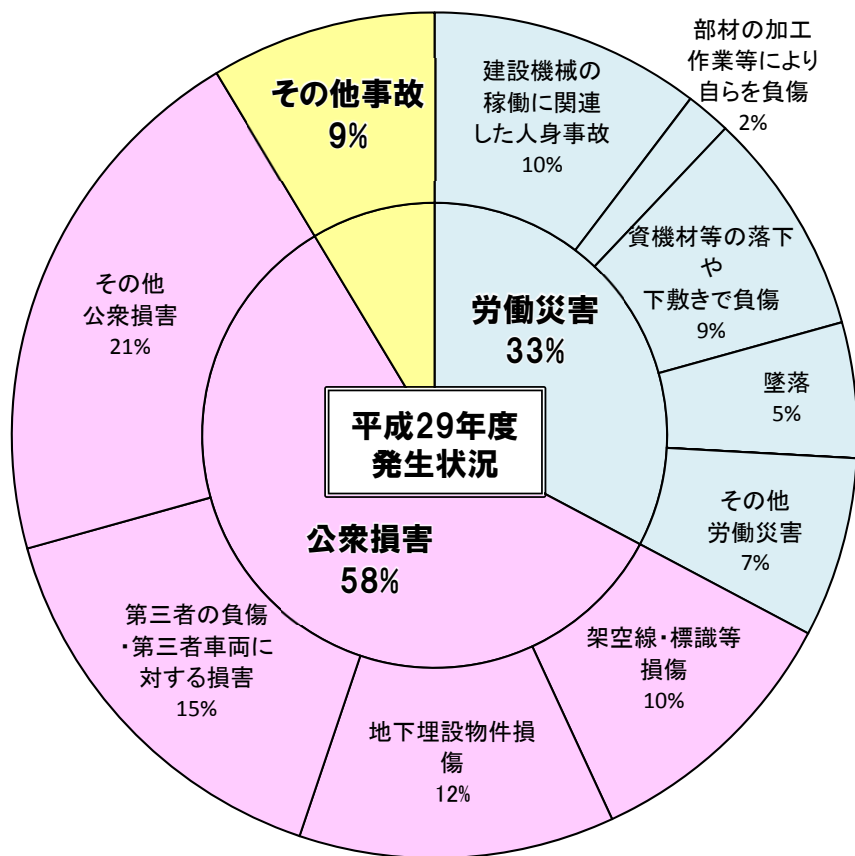 その他事故
9%
建設機械の
稼働に関連
した人身事故
10%
部材の加工
作業等により
自らを負傷
2%
資機材等の落下
や
下敷きで負傷
9%
墜落
5%
その他
労働災害
7%
労働災害
33%
平成29年度
発生状況
公衆損害
58%
架空線・標識等
損傷
10%
地下埋設物件損
傷
12%
第三者の負傷
・第三者車両に
対する損害
15%
その他
公衆損害
21%